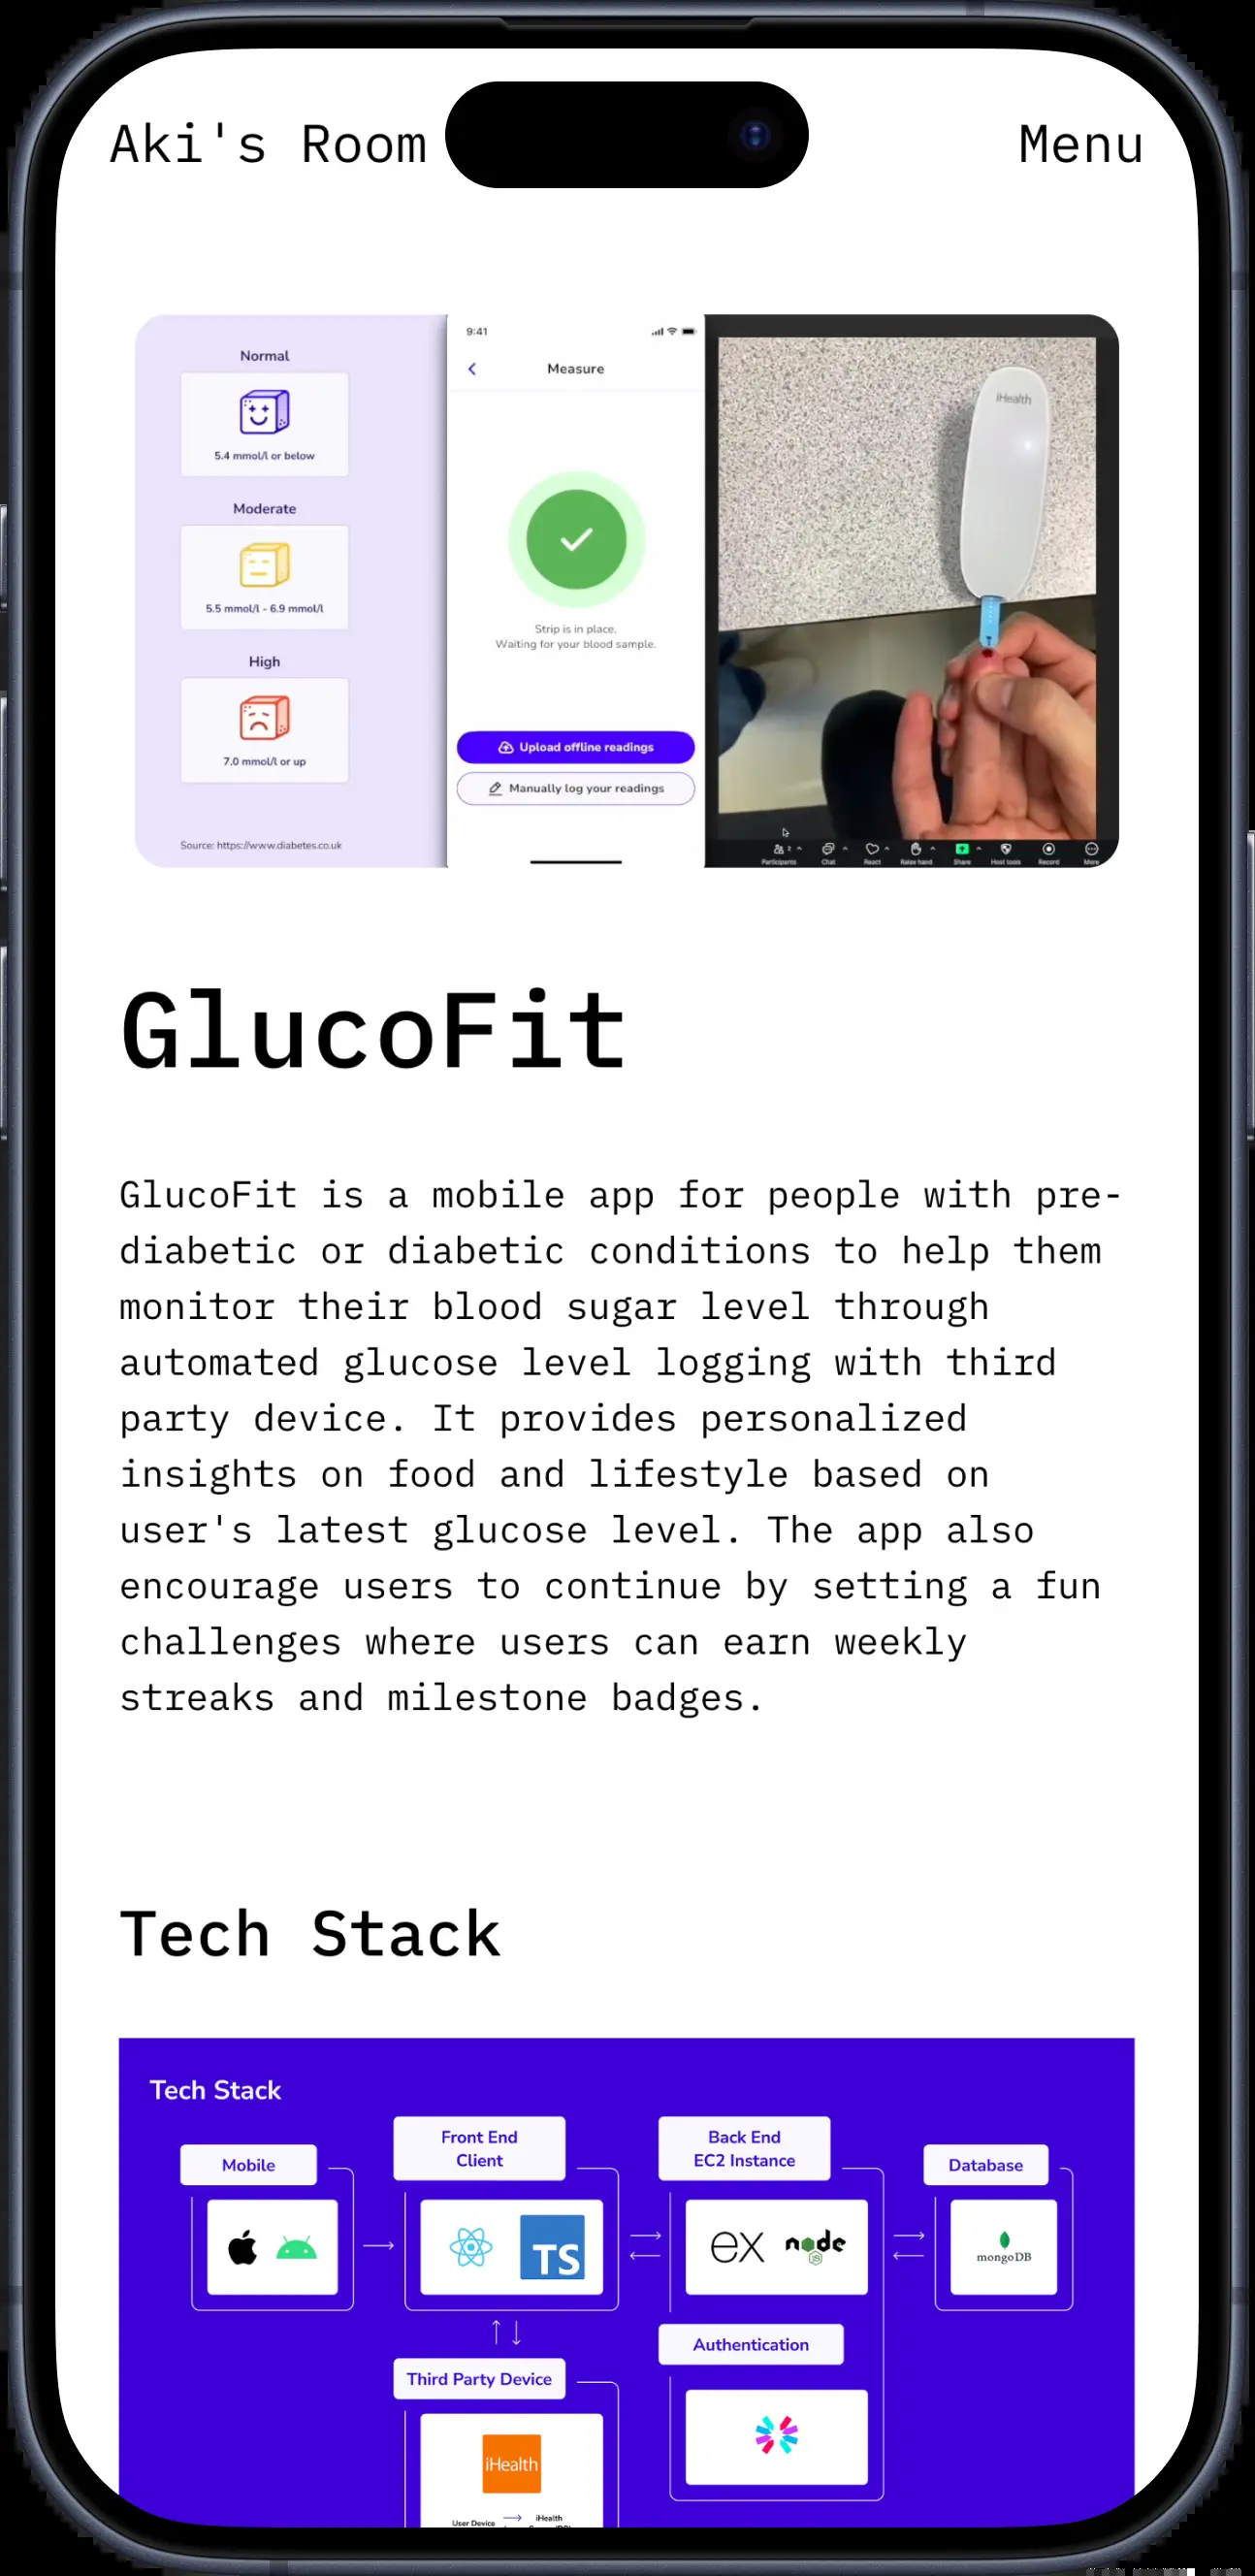 Aki's Room
Menu
Normal
5.4 mmol/l or below
Moderate
5.5 mmol/l - 6.9 mmol/l
High
7.0 mmol/l or up
Source: https://www.diabetes.co.uk
9:41
Measure
Strip is in place.
Waiting for your blood sample.
Upload offline readings
Manually log your readings
iHealth
Participants
Chat
React
Raise hand
Share
Host tools
Record
More
GlucoFit
GlucoFit is a mobile app for people with pre-
diabetic or diabetic conditions to help them
monitor their blood sugar level through
automated glucose level logging with third
party device. It provides personalized
insights on food and lifestyle based on
user's latest glucose level. The app also
encourage users to continue by setting a fun
challenges where users can earn weekly
streaks and milestone badges.
Tech Stack
Tech Stack
Mobile
Front End
Client
Back End
EC2 Instance
Database
TS
ex
node
JS
mongoDB
Authentication
Third Party Device
iHealth
User Device
iHealth